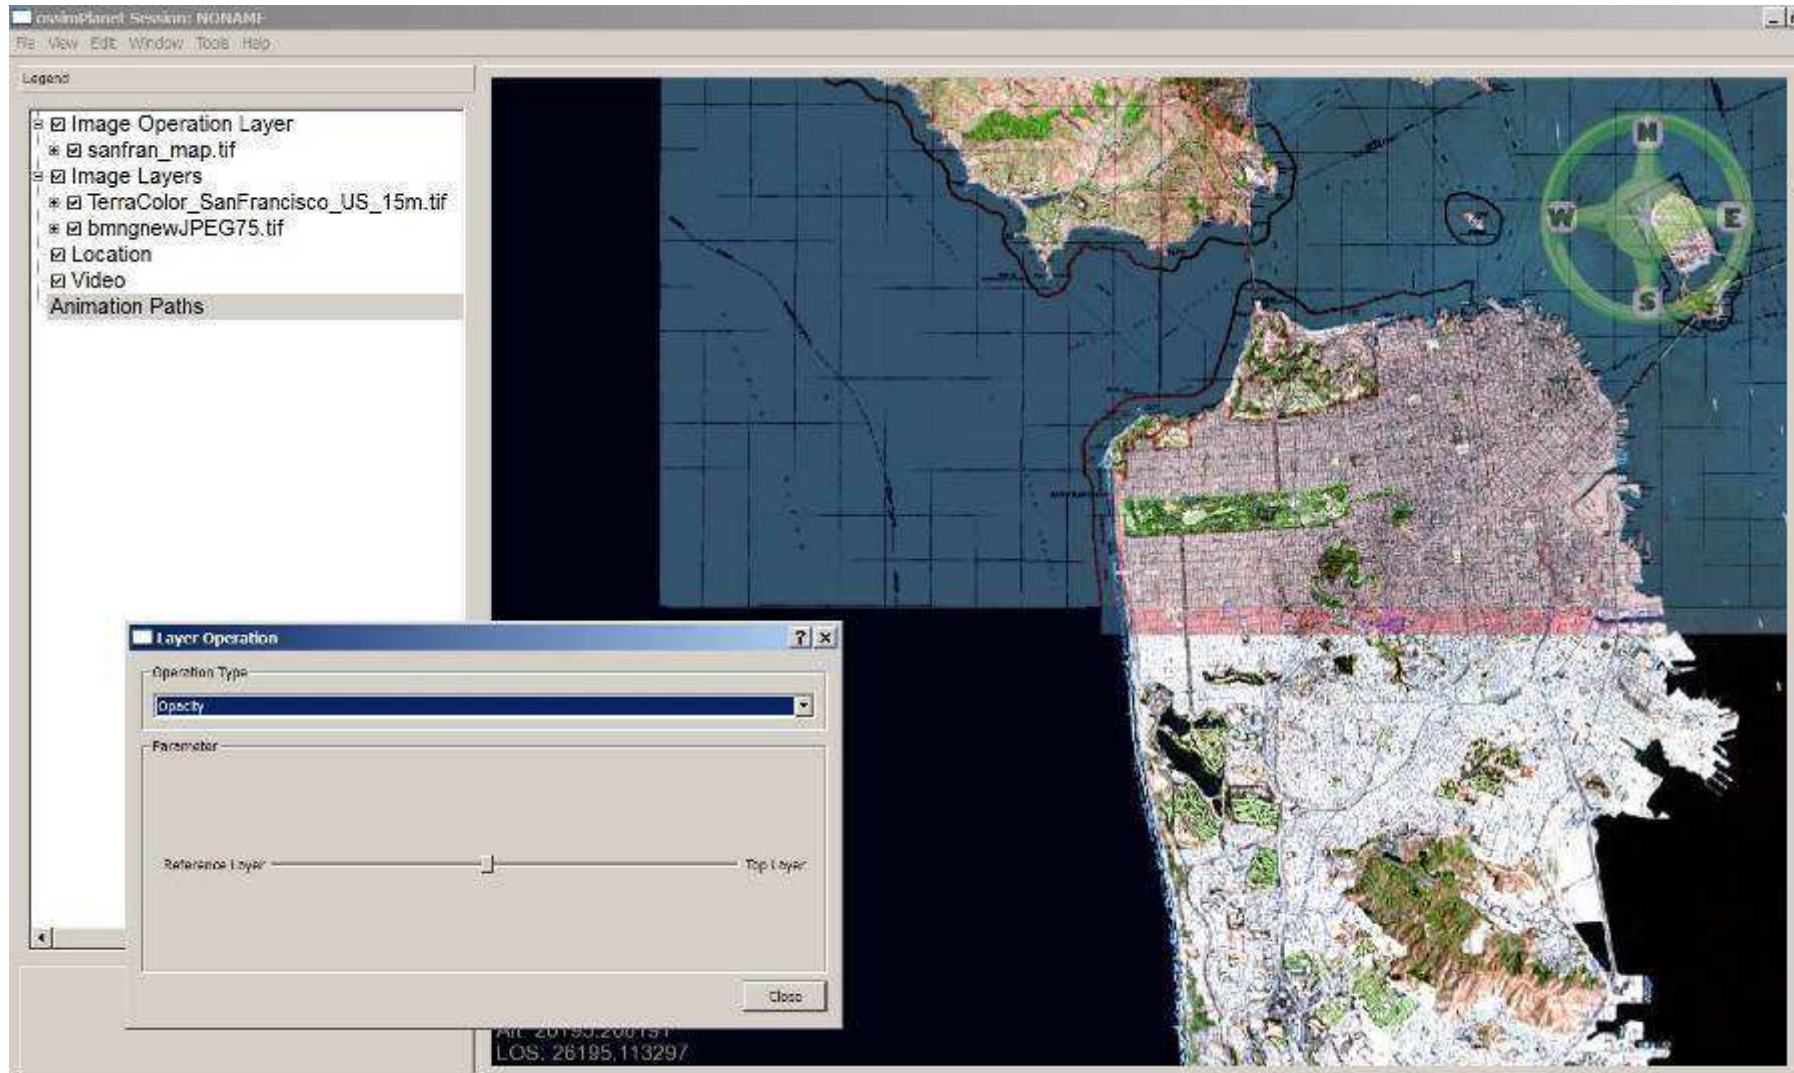 ossimPlanet Session: NONAME
File View Edit Window Tools Help
Legend
Image Operation Layer
sanfran_map.tif
Image Layers
TerraColor_SanFrancisco_US_15m.tif
bmngnewJPEG75.tif
Location
Video
Animation Paths
N
W
E
S
Layer Operation
Operation Type
Opacity
Parameter
Reference Layer
Top Layer
Close
LOS: 26195.113297